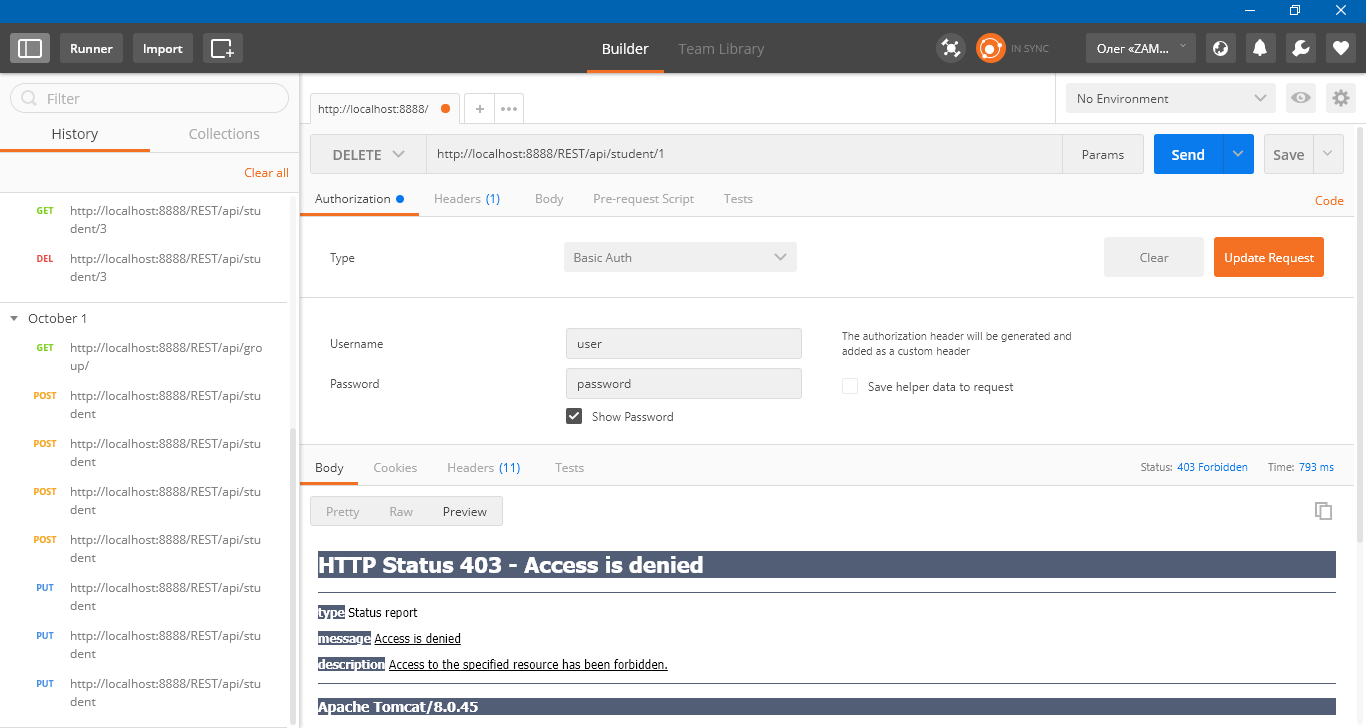 Runner
Import
Builder
Team Library
IN SYNC
Олег «ZAM...
Filter
History
Collections
Clear all
GET http://localhost:8888/REST/api/stu
dent/3
DEL http://localhost:8888/REST/api/stu
dent/3
October 1
GET http://localhost:8888/REST/api/gro
up/
POST http://localhost:8888/REST/api/stu
dent
POST http://localhost:8888/REST/api/stu
dent
POST http://localhost:8888/REST/api/stu
dent
POST http://localhost:8888/REST/api/stu
dent
PUT http://localhost:8888/REST/api/stu
dent
PUT http://localhost:8888/REST/api/stu
dent
PUT http://localhost:8888/REST/api/stu
dent
http://localhost:8888/
No Environment
DELETE
http://localhost:8888/REST/api/student/1
Params
Send
Save
Authorization
Headers (1)
Body
Pre-request Script
Tests
Code
Type
Basic Auth
Clear
Update Request
Username
user
The authorization header will be generated and
added as a custom header
Password
password
Save helper data to request
Show Password
Body
Cookies
Headers (11)
Tests
Status: 403 Forbidden
Time: 793 ms
Pretty
Raw
Preview
HTTP Status 403 - Access is denied
type Status report
message Access is denied
description Access to the specified resource has been forbidden.
Apache Tomcat/8.0.45